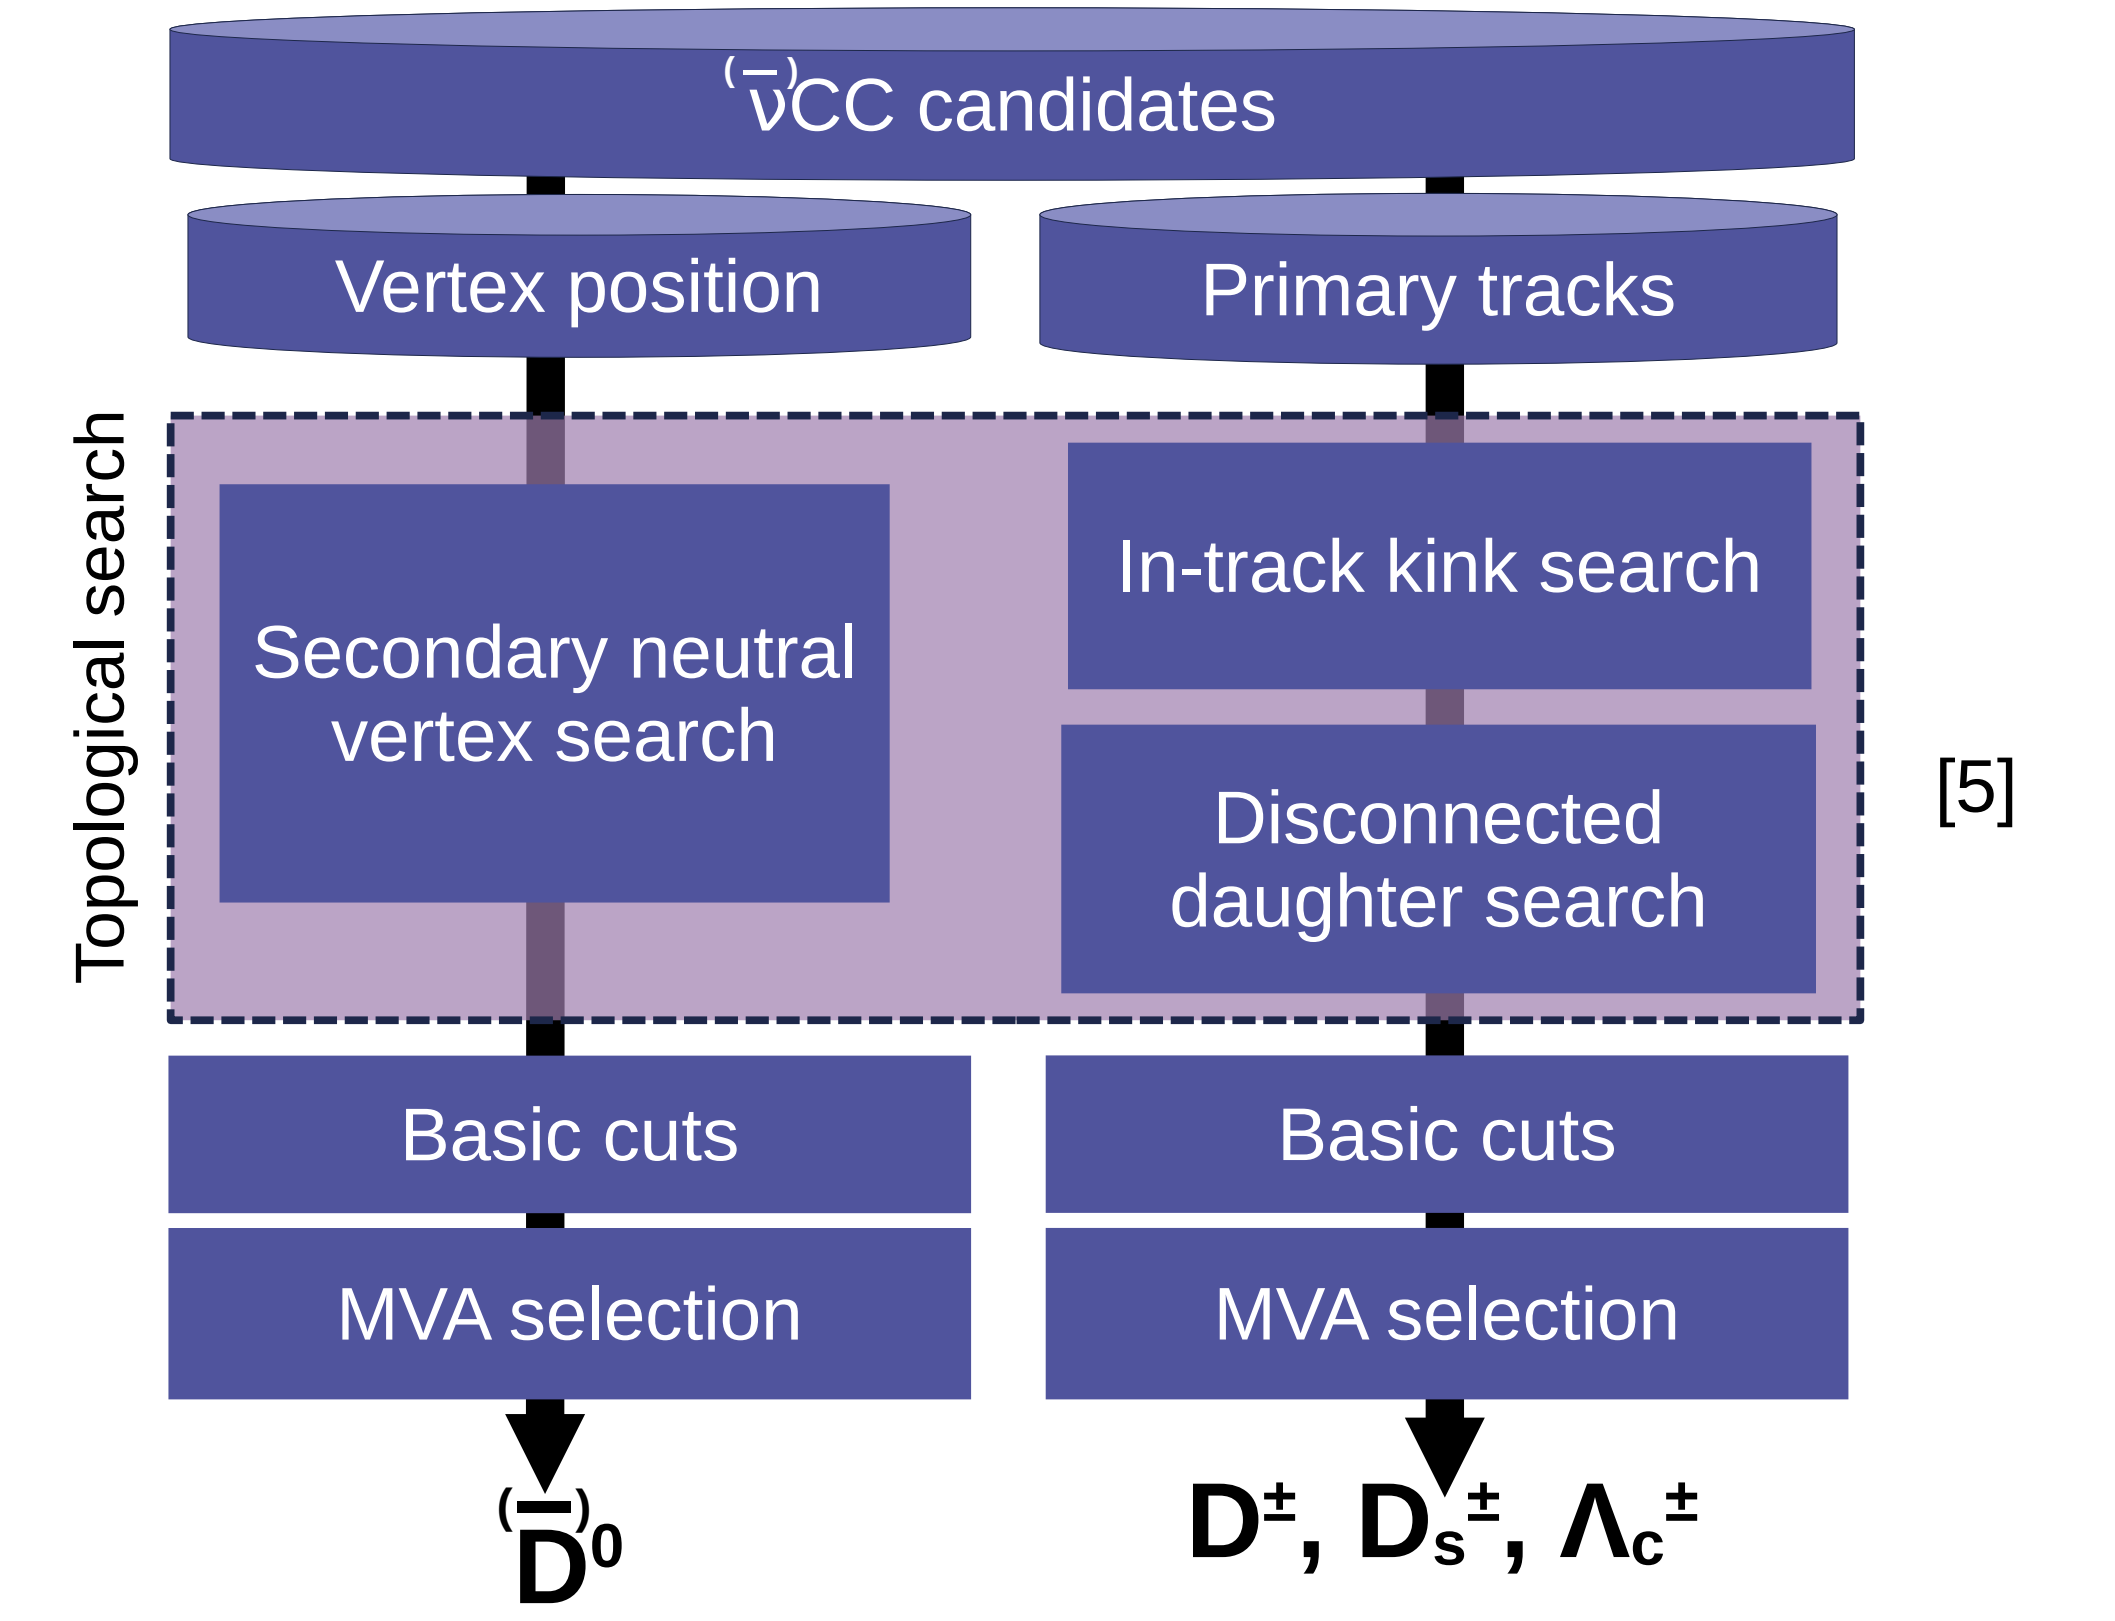 (‾)νCC candidates
Vertex position
Primary tracks
Topological search
Secondary neutral
vertex search
In-track kink search
Disconnected
daughter search
[5]
Basic cuts
Basic cuts
MVA selection
MVA selection
(‾)D⁰
D±, Ds±, Λc±